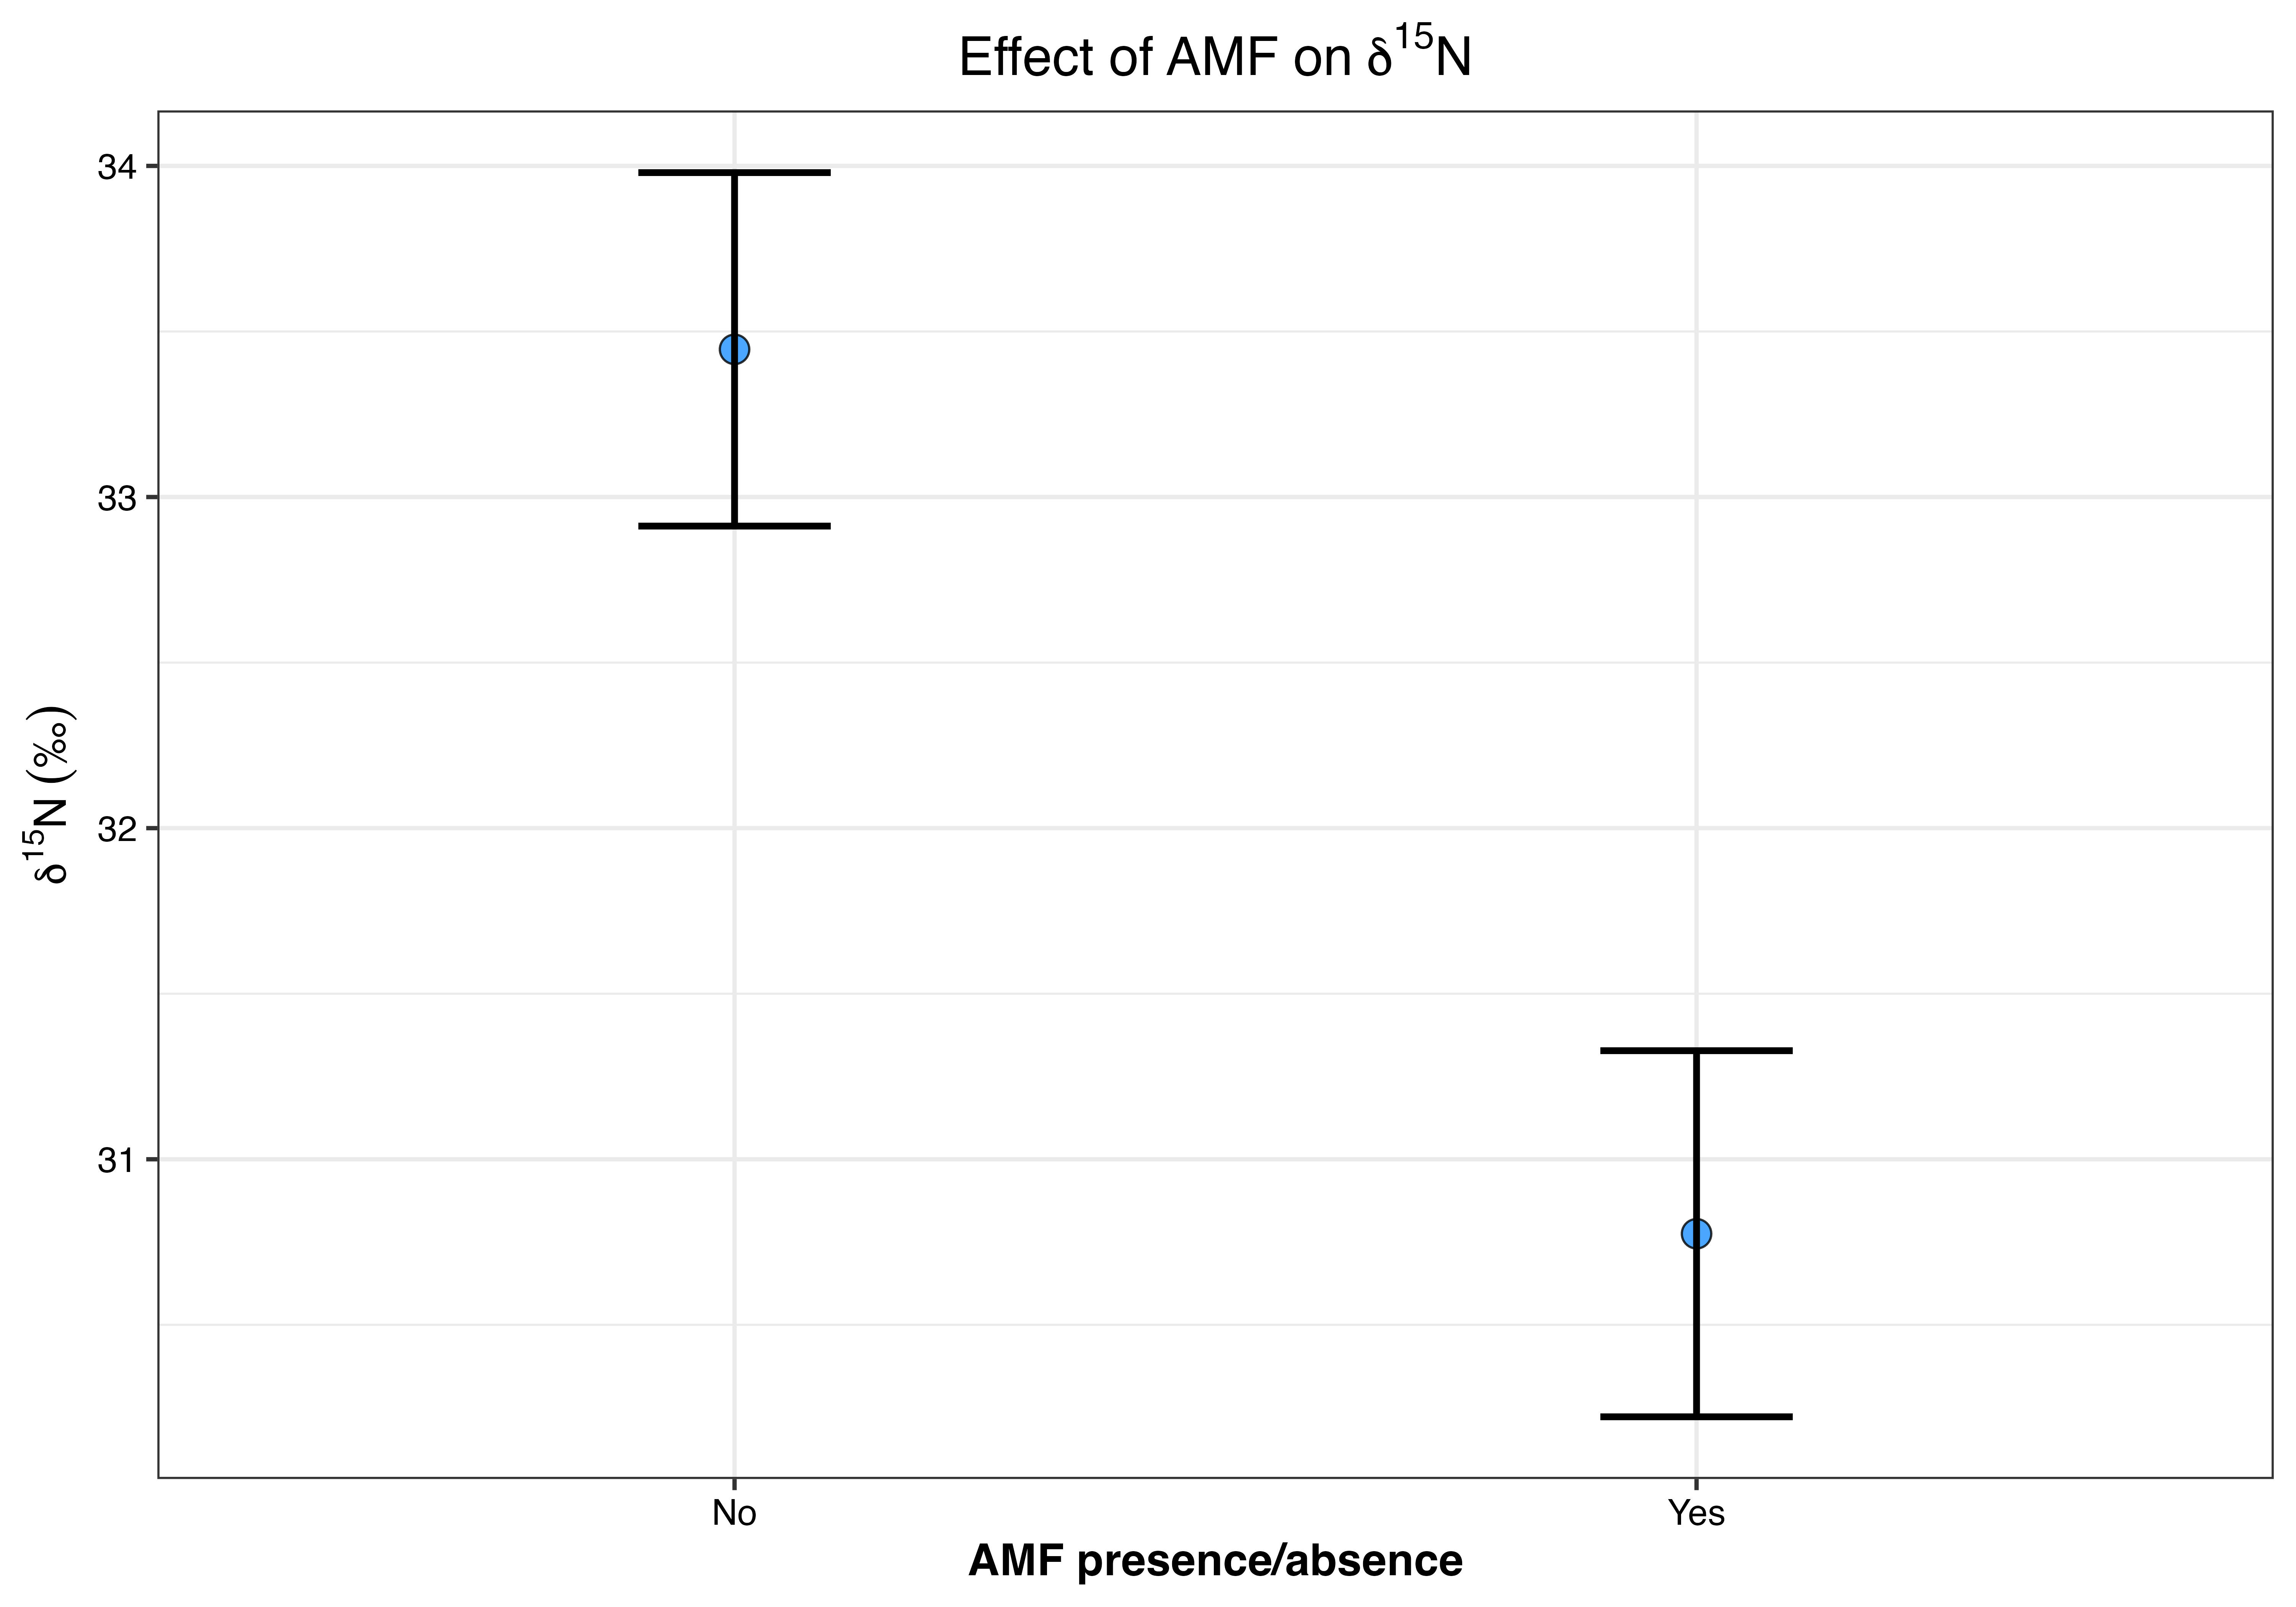 Effect of AMF on δ¹⁵N
δ¹⁵N (‰)
34
33
32
31
No
Yes
AMF presence/absence